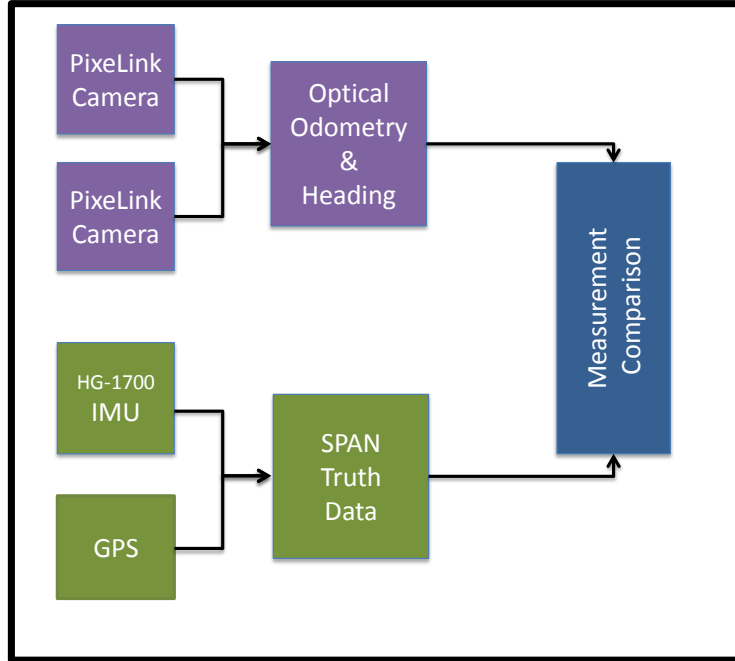 PixeLink
Camera
Optical
Odometry
&
Heading
PixeLink
Camera
Measurement
Comparison
HG-1700
IMU
SPAN
Truth
Data
GPS